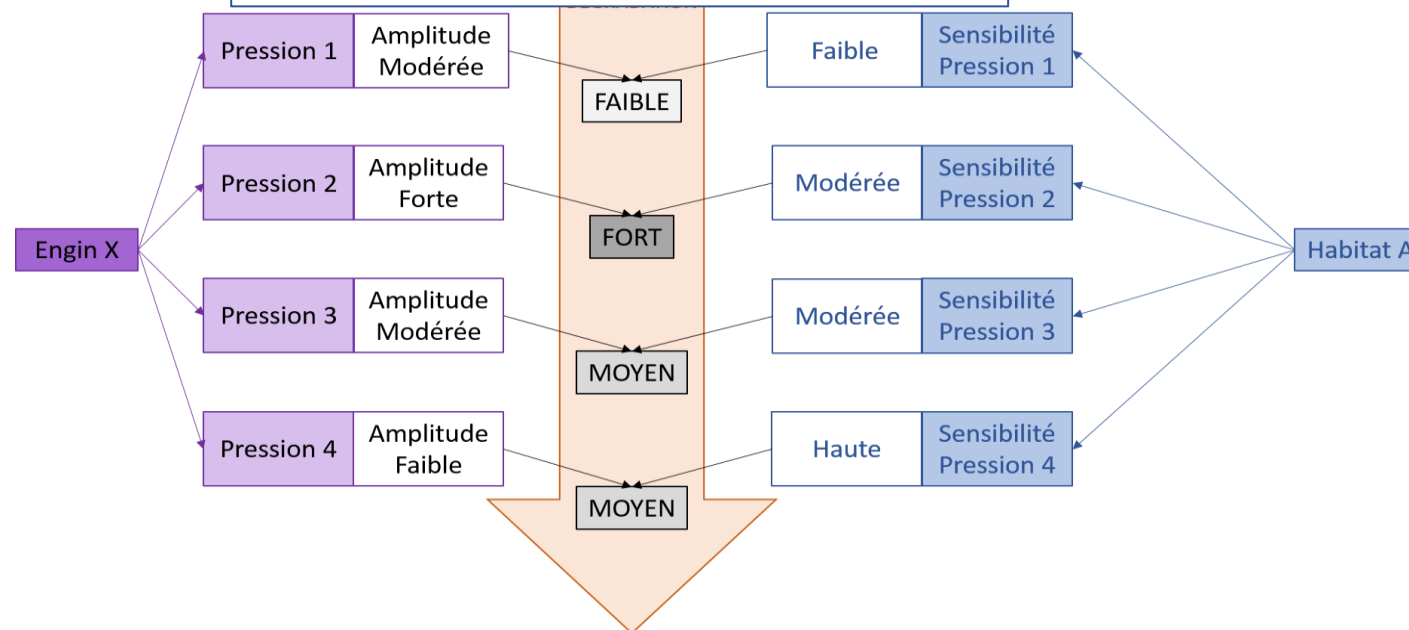 Pression 1
Amplitude
Modérée
Faible
Sensibilité
Pression 1
FAIBLE
Pression 2
Amplitude
Forte
Modérée
Sensibilité
Pression 2
FORT
Engin X
Habitat A
Pression 3
Amplitude
Modérée
Modérée
Sensibilité
Pression 3
MOYEN
Pression 4
Amplitude
Faible
Haute
Sensibilité
Pression 4
MOYEN